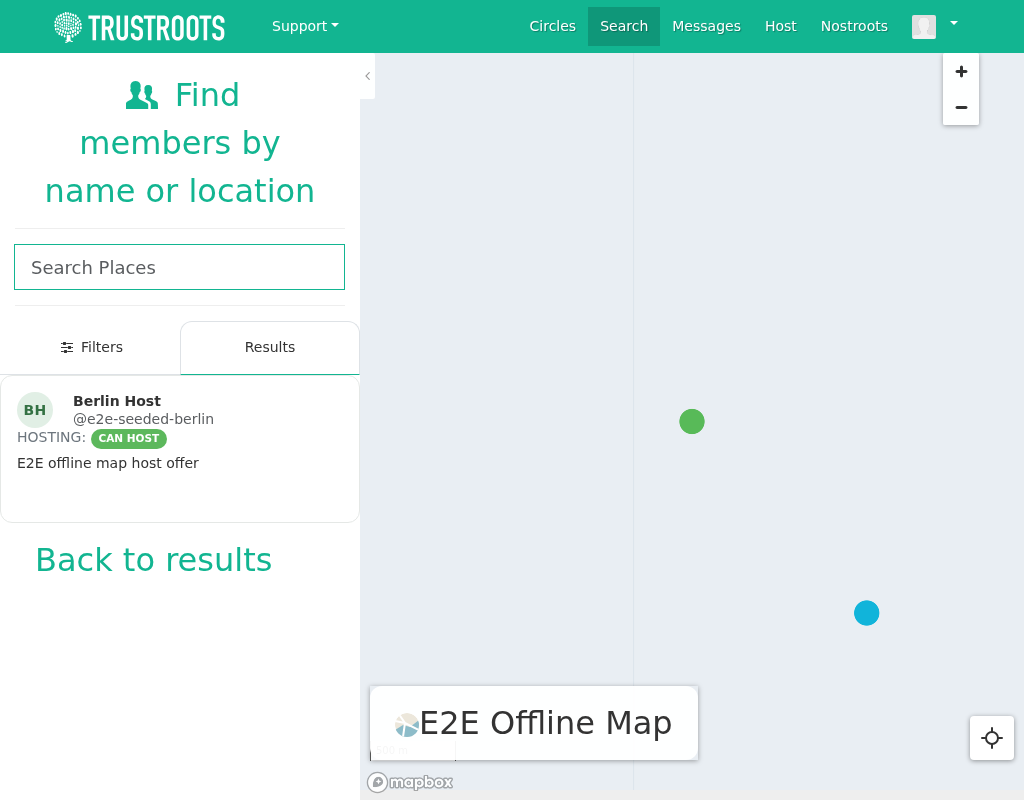 TRUSTROOTS
Support
Circles
Search
Messages
Host
Nostroots
Find
members by
name or location
Search Places
Filters
Results
BH
Berlin Host
@e2e-seeded-berlin
HOSTING: CAN HOST
E2E offline map host offer
Back to results
E2E Offline Map
mapbox